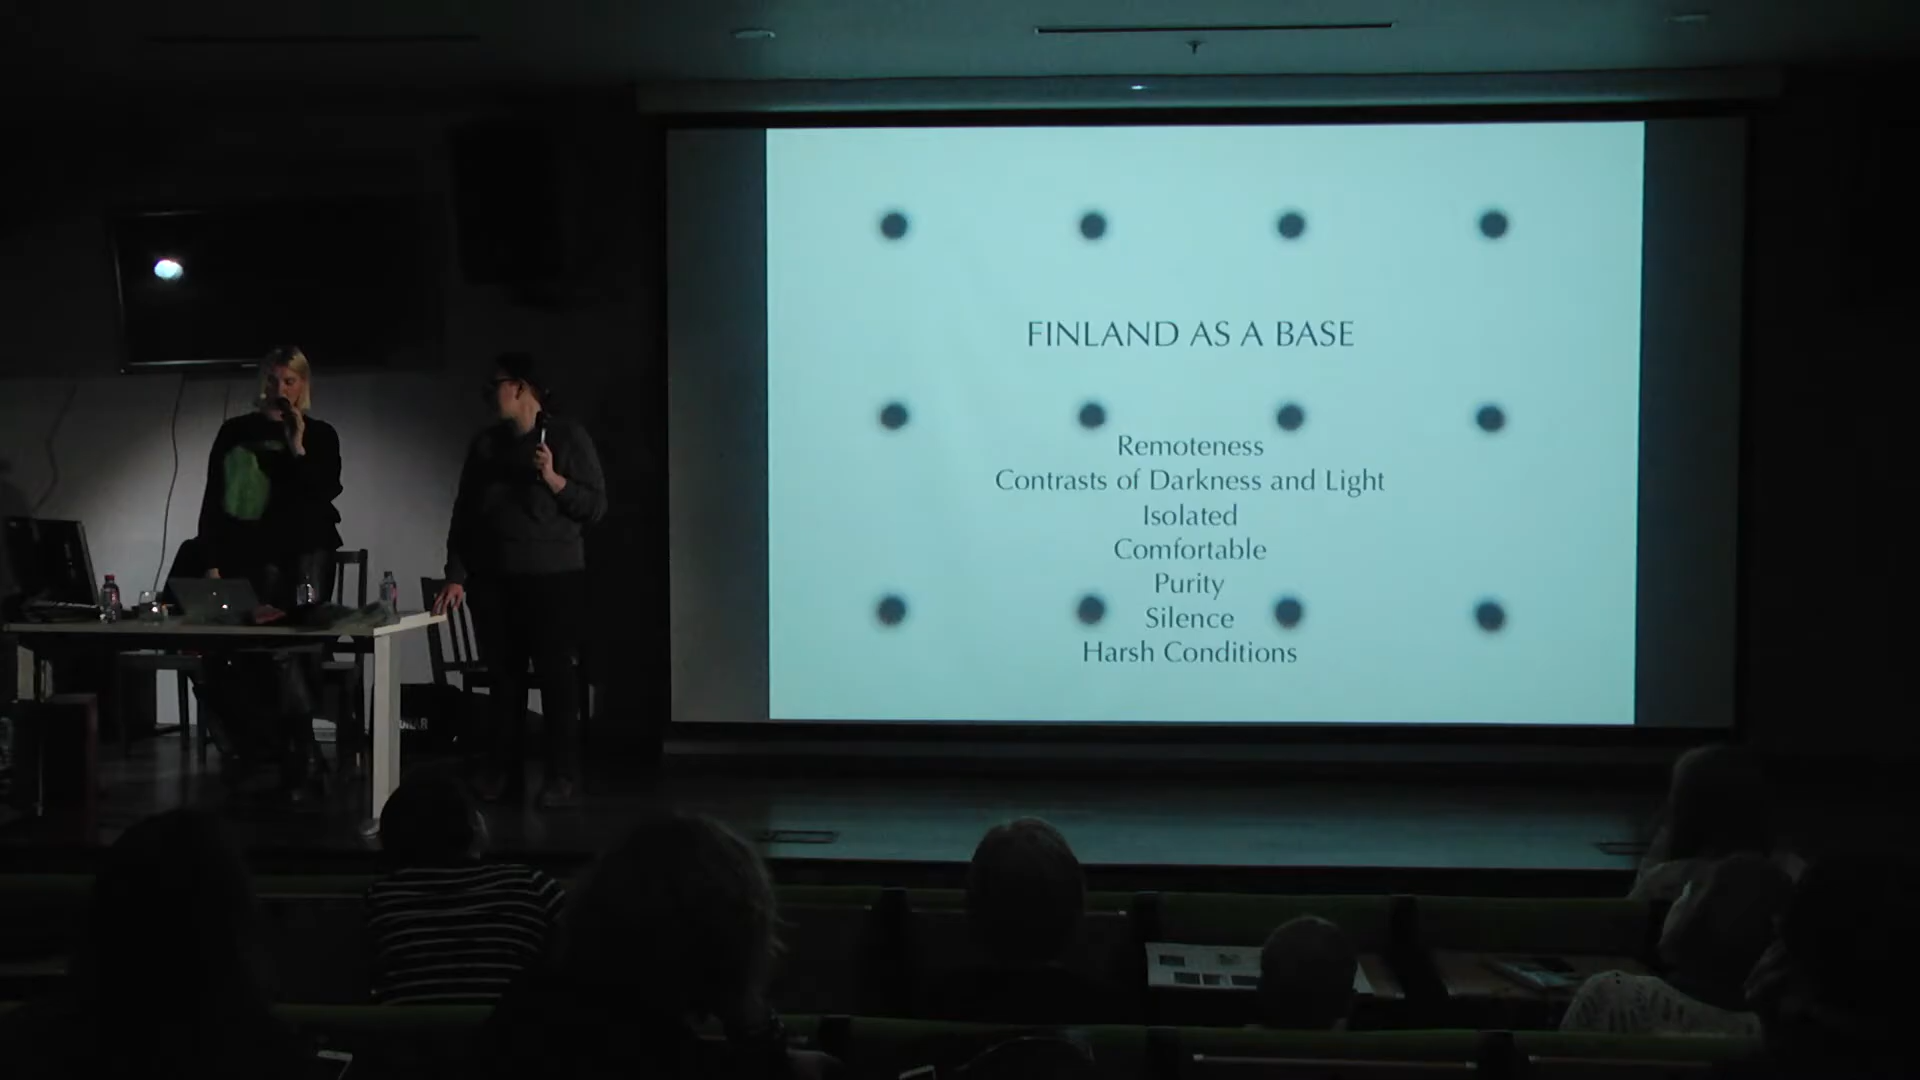 FINLAND AS A BASE
Remoteness
Contrasts of Darkness and Light
Isolated
Comfortable
Purity
Silence
Harsh Conditions